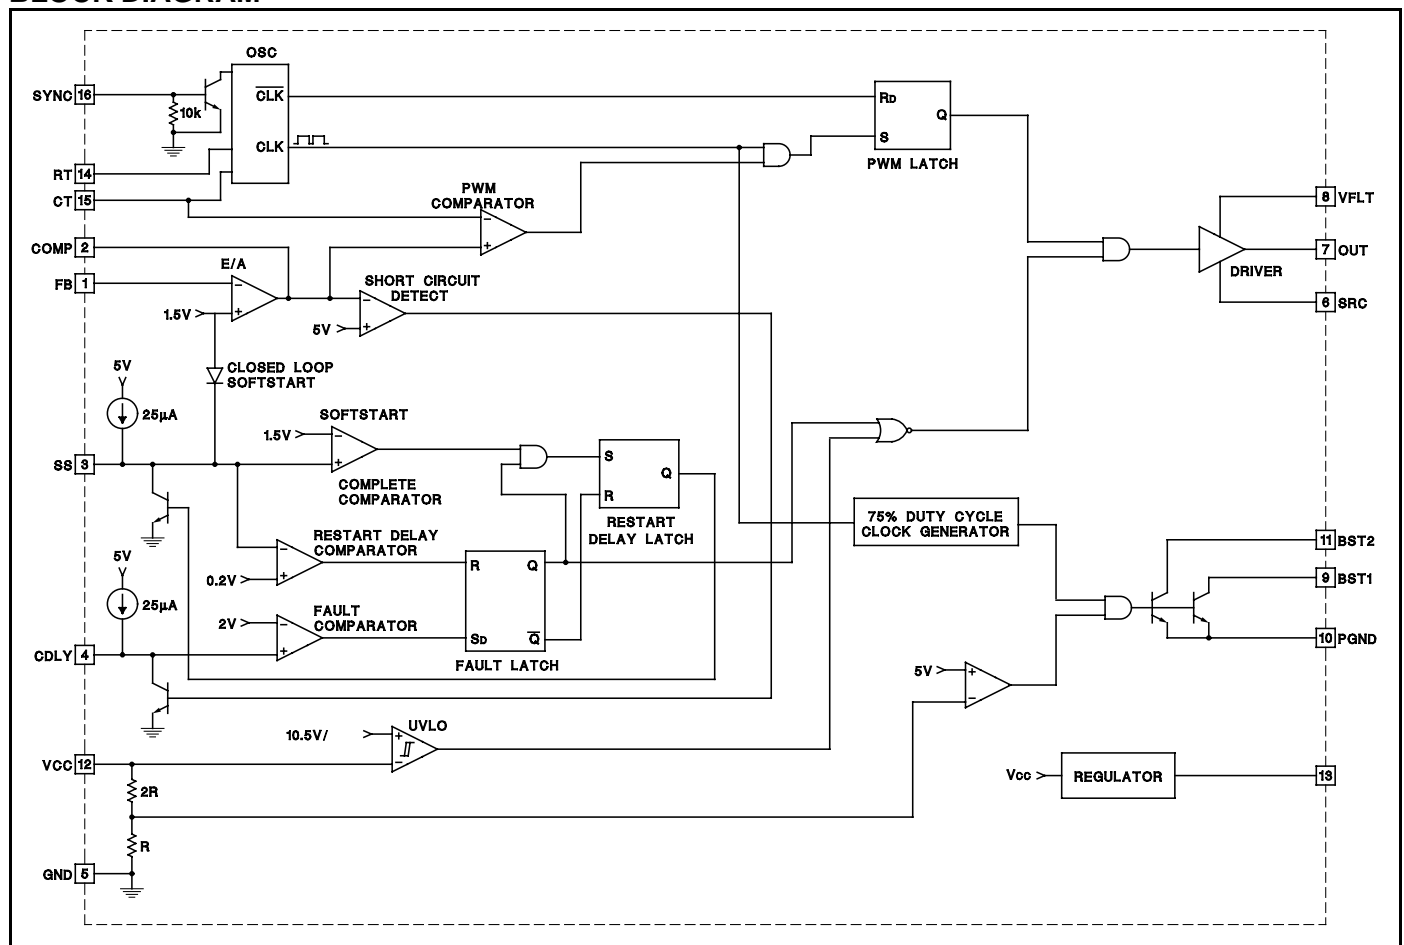 BLOCK DIAGRAM
OSC
SYNC 16
10k
CLK
CLK
RT 14
CT 15
RD
S
Q
PWM LATCH
PWM
COMPARATOR
−
+
COMP 2
FB 1
E/A
−
+
1.5V
SHORT CIRCUIT
DETECT
−
5V +
8 VFLT
7 OUT
DRIVER
6 SRC
5V
25µA
CLOSED LOOP
SOFTSTART
SOFTSTART
1.5V −
+
COMPLETE
COMPARATOR
SS 3
S
R
Q
RESTART
DELAY LATCH
RESTART DELAY
COMPARATOR
−
0.2V +
5V
25µA
FAULT
COMPARATOR
2V −
+
R
SD
Q
Q
FAULT LATCH
CDLY 4
75% DUTY CYCLE
CLOCK GENERATOR
11 BST2
9 BST1
10 PGND
5V +
−
UVLO
10.5V/ +
−
VCC 12
2R
R
GND 5
Vcc
REGULATOR
13